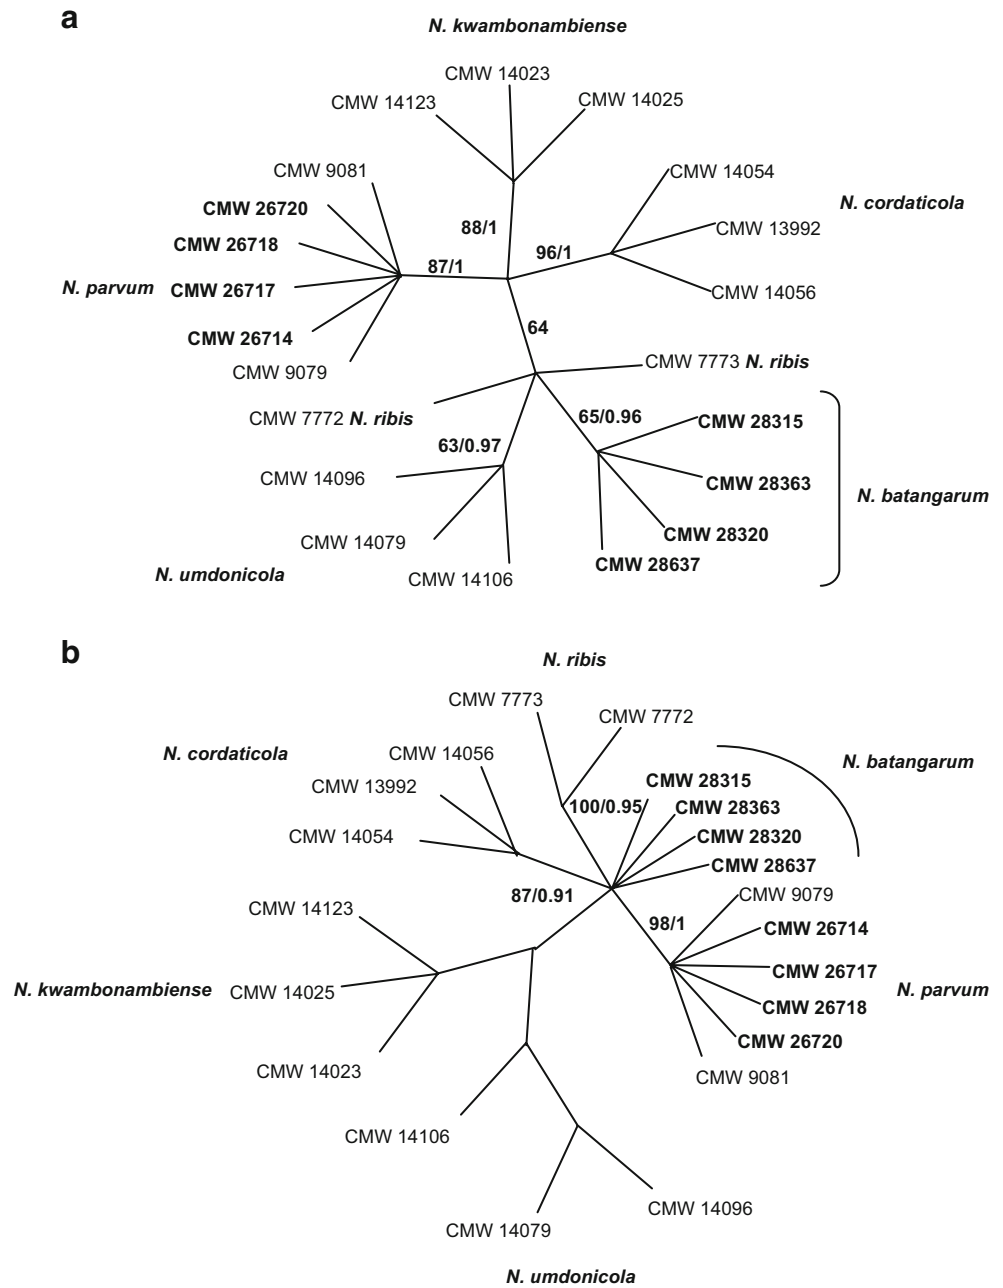 a
N. kwambonambiense
CMW 14023
CMW 14123
CMW 14025
CMW 9081
CMW 14054
CMW 26720
N. cordaticola
CMW 13992
88/1
CMW 26718
96/1
87/1
N. parvum
CMW 26717
CMW 14056
64
CMW 26714
CMW 7773 N. ribis
CMW 9079
CMW 7772 N. ribis
65/0.96
CMW 28315
63/0.97
CMW 14096
CMW 28363
N. batangarum
CMW 28320
CMW 14079
CMW 28637
N. umdonicola
CMW 14106
b
N. ribis
CMW 7773
CMW 7772
N. cordaticola
CMW 14056
N. batangarum
CMW 28315
CMW 13992
100/0.95
CMW 28363
CMW 14054
CMW 28320
CMW 28637
87/0.91
CMW 9079
CMW 14123
98/1
CMW 26714
CMW 26717
N. kwambonambiense
CMW 14025
N. parvum
CMW 26718
CMW 26720
CMW 14023
CMW 9081
CMW 14106
CMW 14096
CMW 14079
N. umdonicola